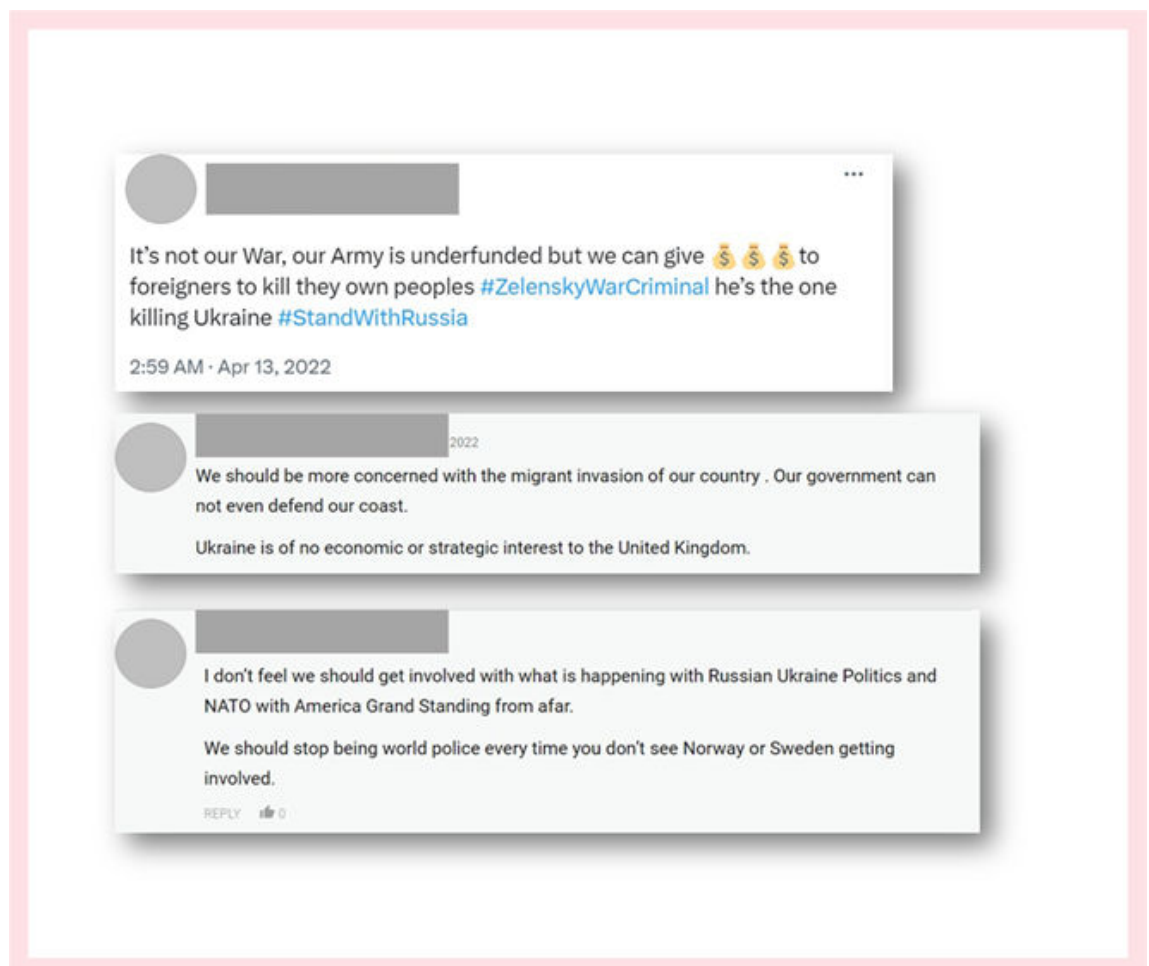 ...
It's not our War, our Army is underfunded but we can give 💰 💰 💰 to
foreigners to kill they own peoples #ZelenskyWarCriminal he's the one
killing Ukraine #StandWithRussia
2:59 AM · Apr 13, 2022
2022
We should be more concerned with the migrant invasion of our country . Our government can
not even defend our coast.
Ukraine is of no economic or strategic interest to the United Kingdom.
I don't feel we should get involved with what is happening with Russian Ukraine Politics and
NATO with America Grand Standing from afar.
We should stop being world police every time you don't see Norway or Sweden getting
involved.
REPLY 0